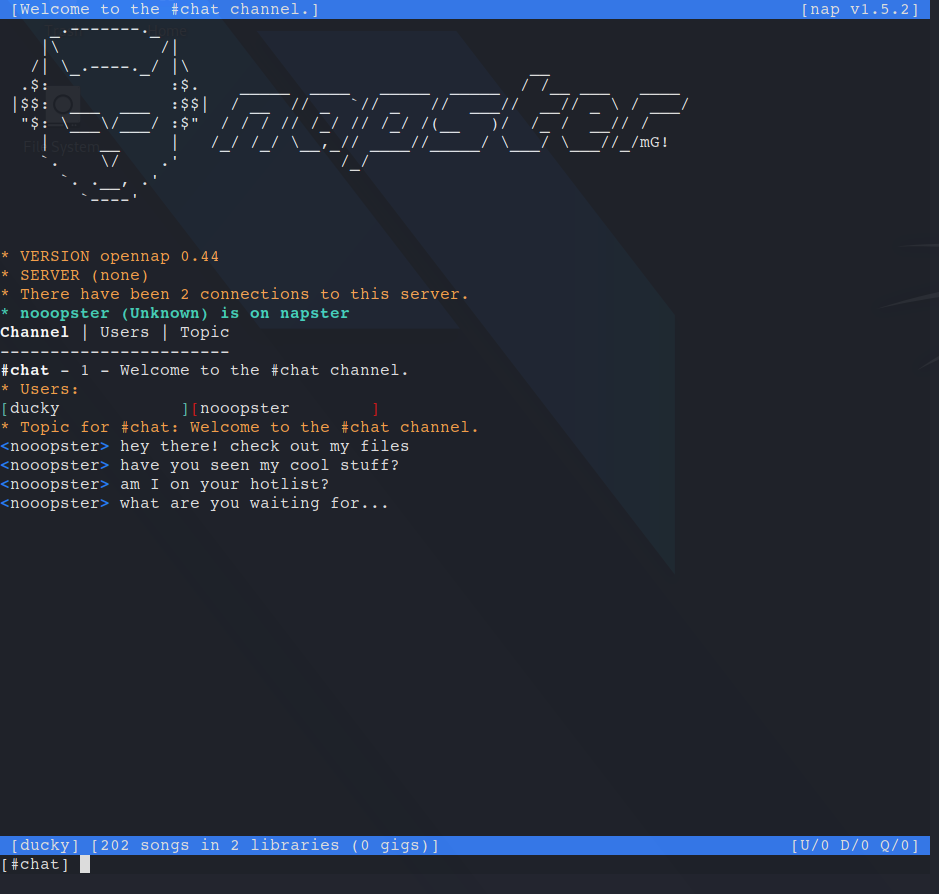 [Welcome to the #chat channel.] [nap v1.5.2]
napster
mG!
File System
* VERSION opennap 0.44
* SERVER (none)
* There have been 2 connections to this server.
* nooopster (Unknown) is on napster
Channel | Users | Topic
-----------------------
#chat - 1 - Welcome to the #chat channel.
* Users:
[ducky ][nooopster ]
* Topic for #chat: Welcome to the #chat channel.
<nooopster> hey there! check out my files
<nooopster> have you seen my cool stuff?
<nooopster> am I on your hotlist?
<nooopster> what are you waiting for...
[ducky] [202 songs in 2 libraries (0 gigs)] [U/0 D/0 Q/0]
[#chat]